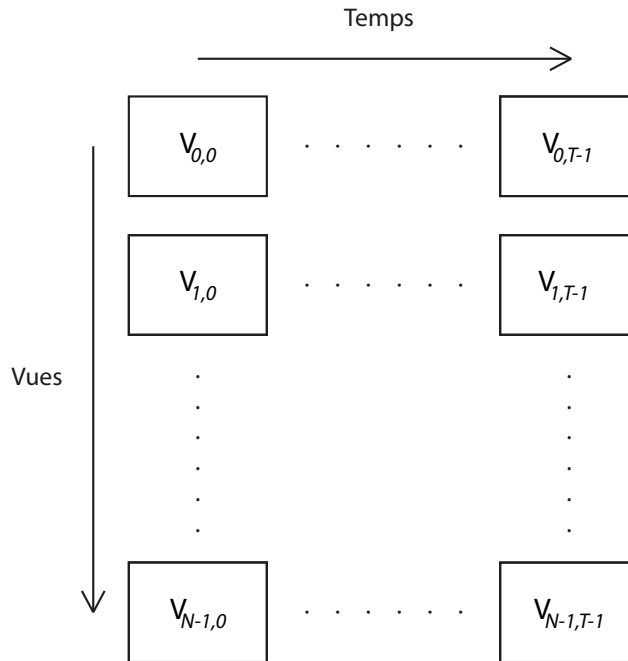 Temps
V0,0 . . . . . . V0,T-1
V1,0 . . . . . . V1,T-1
Vues
VN-1,0 . . . . . . VN-1,T-1